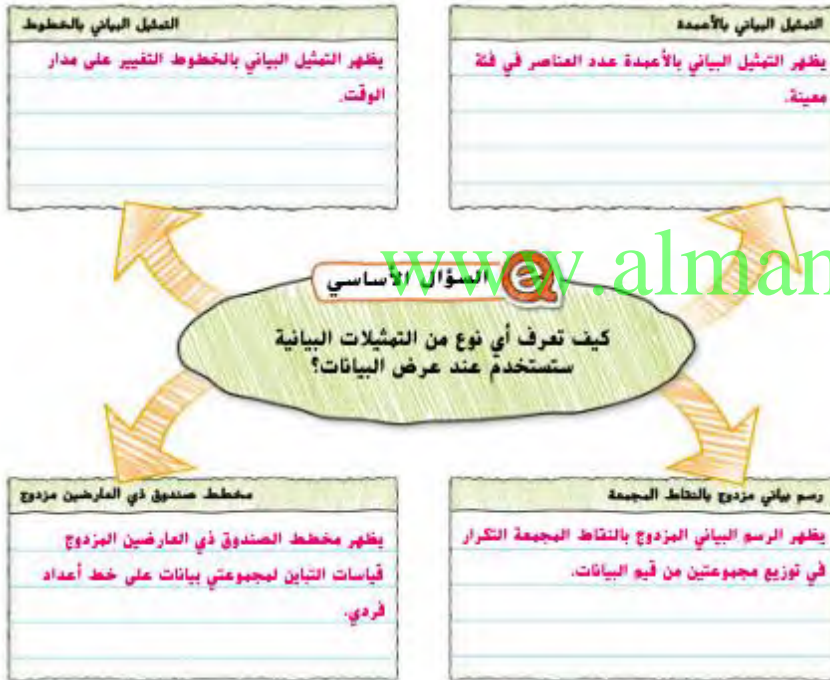 التمثيل البياني بالأعمدة
يظهر التمثيل البياني بالأعمدة عدد العناصر في فئة
معينة.
التمثيل البياني بالخطوط
يظهر التمثيل البياني بالخطوط التغيير على مدار
الوقت.
www.alman
السؤال الأساسي
كيف تعرف أي نوع من التمثيلات البيانية
ستستخدم عند عرض البيانات؟
رسم بياني مزدوج بالنقاط المجمعة
يظهر الرسم البياني المزدوج بالنقاط المجمعة التكرار
في توزيع مجموعتين من قيم البيانات.
مخطط صندوق ذي العارضين مزدوج
يظهر مخطط الصندوق ذي العارضين المزدوج
قياسات التباين لمجموعتي بيانات على خط أعداد
فردي.